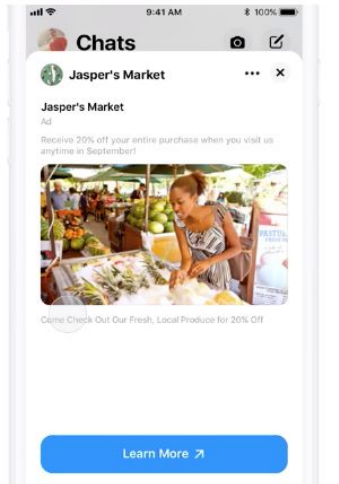 9:41 AM
100%
Chats
Jasper's Market
Jasper's Market
Ad
Receive 20% off your entire purchase when you visit us
anytime in September!
Come Check Out Our Fresh, Local Produce for 20% Off
Learn More